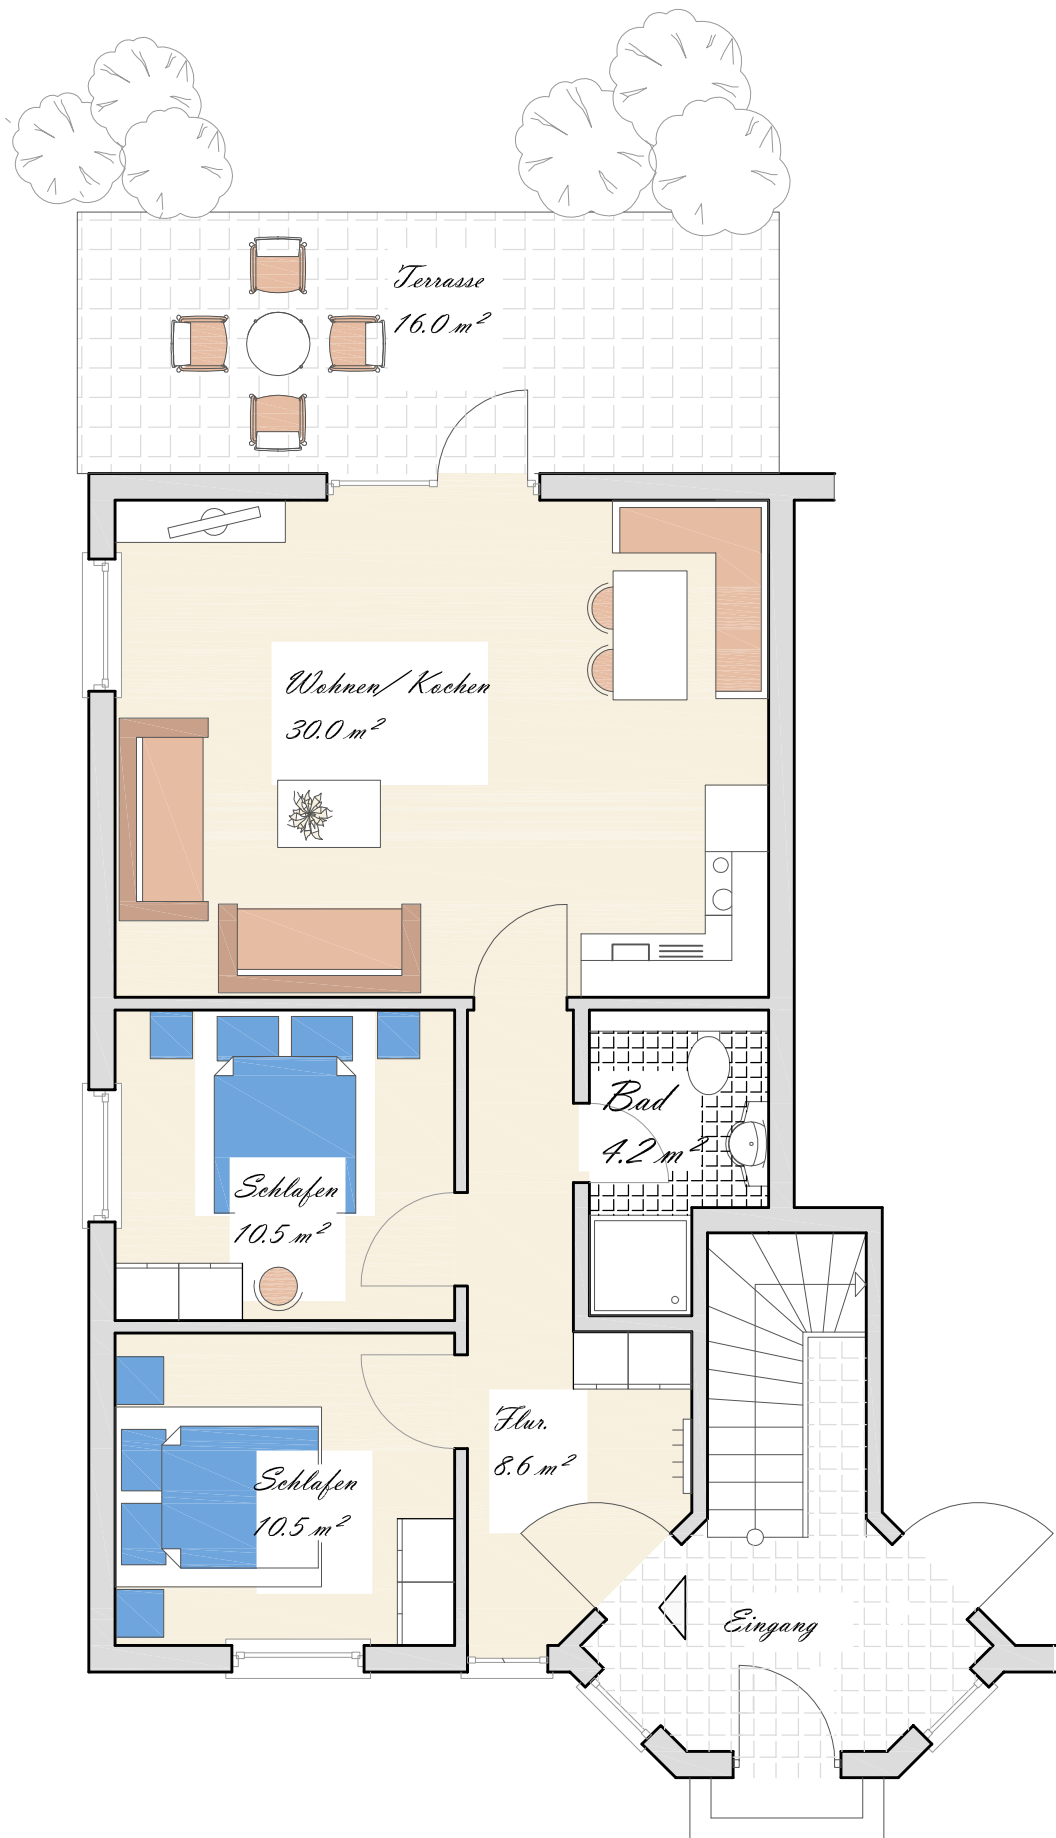 Terrasse
16.0 m²
Wohnen/ Kochen
30.0 m²
Bad
4.2 m²
Schlafen
10.5 m²
Flur.
8.6 m²
Schlafen
10.5 m²
Eingang